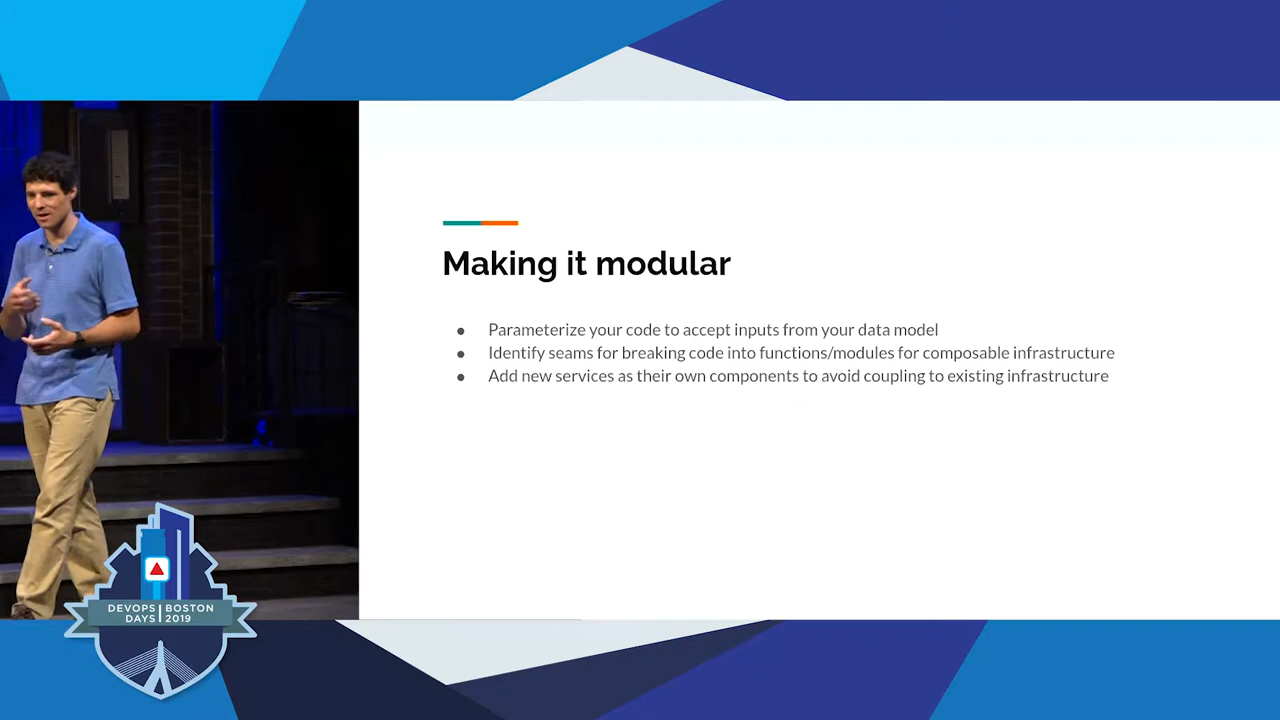 Making it modular
● Parameterize your code to accept inputs from your data model
● Identify seams for breaking code into functions/modules for composable infrastructure
● Add new services as their own components to avoid coupling to existing infrastructure
DEVOPS BOSTON
DAYS 2019